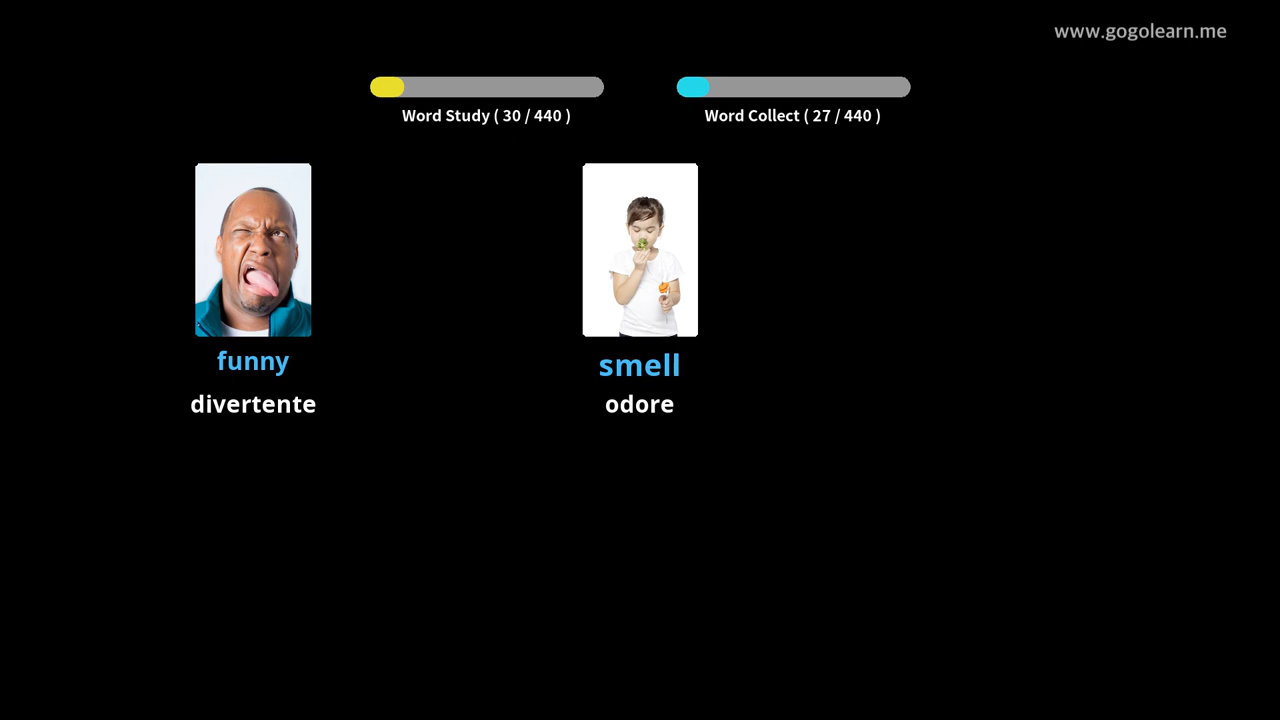 www.gogolearn.me
Word Study ( 30 / 440 )
Word Collect ( 27 / 440 )
funny
divertente
smell
odore